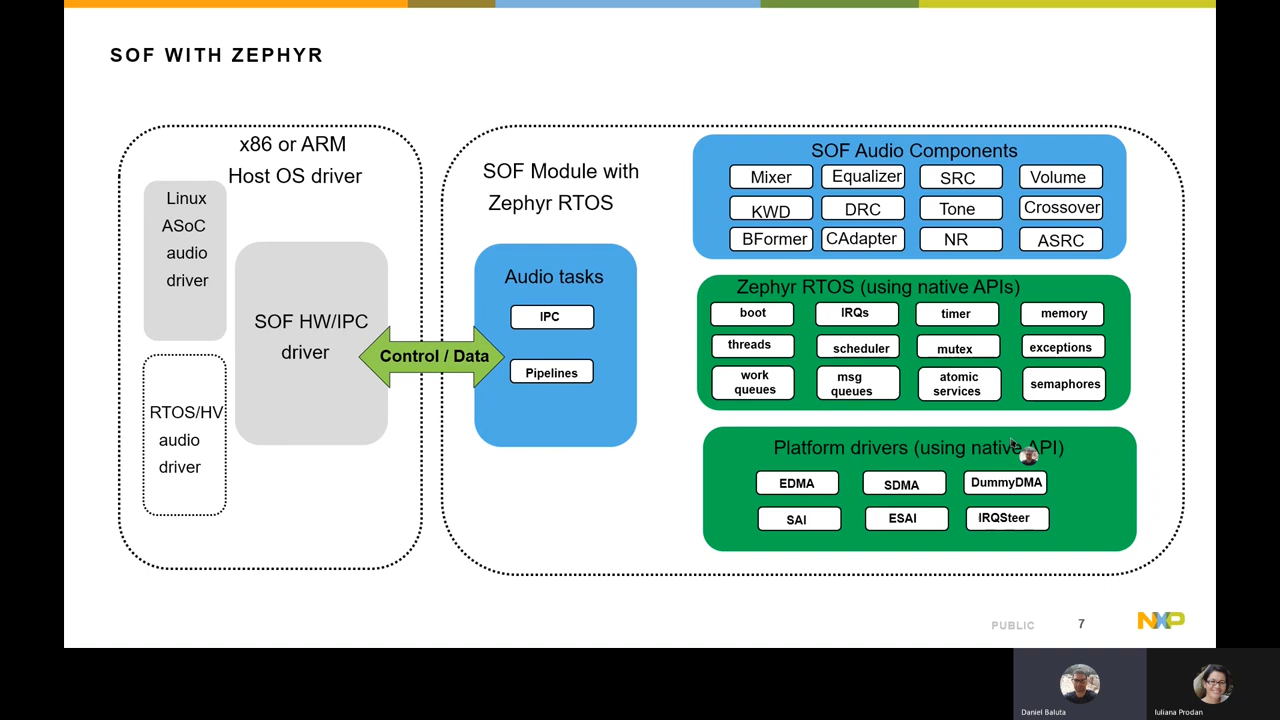 SOF WITH ZEPHYR
x86 or ARM
Host OS driver
Linux
ASoC
audio
driver
SOF HW/IPC
driver
RTOS/HV
audio
driver
Control / Data
SOF Module with
Zephyr RTOS
Audio tasks
IPC
Pipelines
SOF Audio Components
Mixer Equalizer SRC Volume
KWD DRC Tone Crossover
BFormer CAdapter NR ASRC
Zephyr RTOS (using native APIs)
boot IRQs timer memory
threads scheduler mutex exceptions
work queues msg queues atomic services semaphores
Platform drivers (using native API)
EDMA SDMA DummyDMA
SAI ESAI IRQSteer
PUBLIC 7 NXP
Daniel Baluta Iuliana Prodan